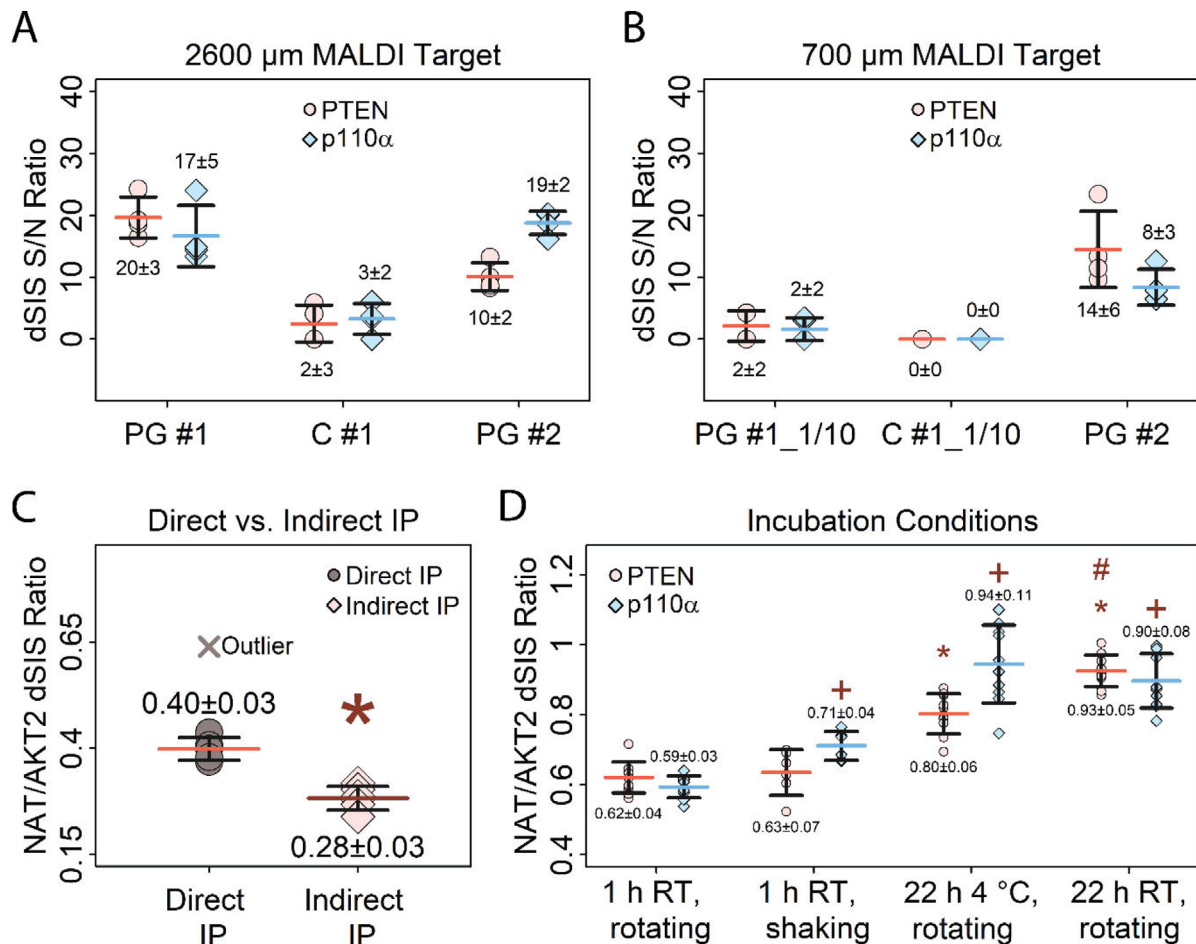 A
2600 µm MALDI Target
dSIS S/N Ratio
40
30
20
10
0
PTEN
p110α
20±3
17±5
2±3
3±2
10±2
19±2
PG #1
C #1
PG #2
B
700 µm MALDI Target
dSIS S/N Ratio
40
30
20
10
0
PTEN
p110α
2±2
2±2
0±0
0±0
14±6
8±3
PG #1_1/10
C #1_1/10
PG #2
C
Direct vs. Indirect IP
NAT/AKT2 dSIS Ratio
0.65
0.4
0.15
Direct IP
Indirect IP
Outlier
0.40±0.03
*
0.28±0.03
Direct
IP
Indirect
IP
D
Incubation Conditions
NAT/AKT2 dSIS Ratio
1.2
1
0.8
0.6
0.4
PTEN
p110α
0.62±0.04
0.59±0.03
0.63±0.07
+
0.71±0.04
*
0.80±0.06
+
0.94±0.11
#
*
0.93±0.05
+
0.90±0.08
1 h RT,
rotating
1 h RT,
shaking
22 h 4 °C,
rotating
22 h RT,
rotating